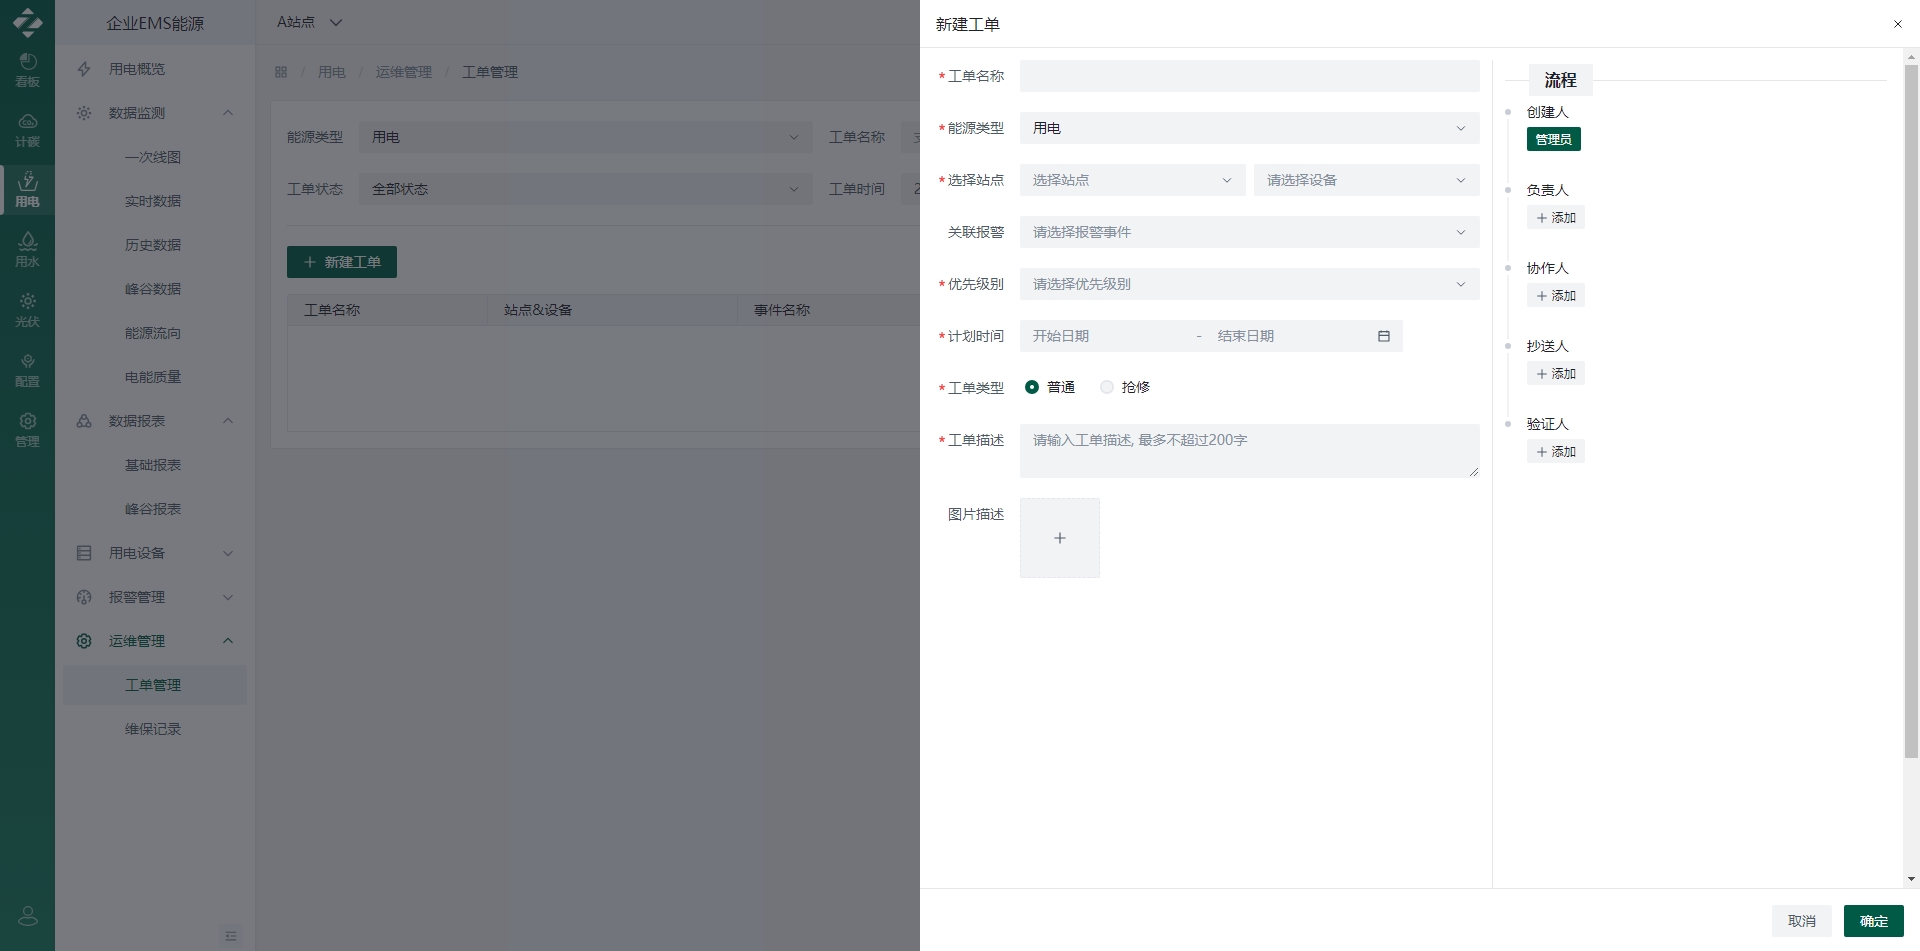 企业EMS能源
A站点
看板
计碳
用电
用水
光伏
配置
管理
用电概览
数据监测
一次线图
实时数据
历史数据
峰谷数据
能源流向
电能质量
数据报表
基础报表
峰谷报表
用电设备
报警管理
运维管理
工单管理
维保记录
/ 用电 / 运维管理 / 工单管理
能源类型 用电 工单名称
工单状态 全部状态 工单时间 2
新建工单
工单名称 站点&设备 事件名称
新建工单
*工单名称
*能源类型 用电
*选择站点 选择站点 请选择设备
关联报警 请选择报警事件
*优先级别 请选择优先级别
*计划时间 开始日期 - 结束日期
*工单类型 普通 抢修
*工单描述 请输入工单描述, 最多不超过200字
图片描述
+
流程
创建人
管理员
负责人
+ 添加
协作人
+ 添加
抄送人
+ 添加
验证人
+ 添加
取消 确定